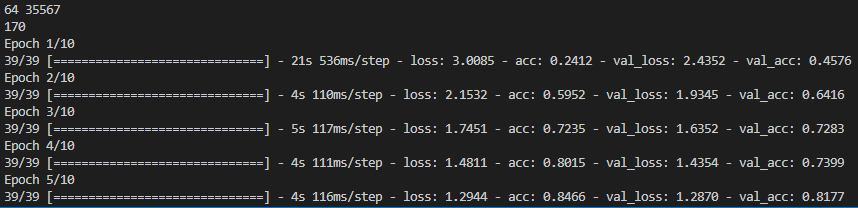 64 35567
170
Epoch 1/10
39/39 [==============================] - 21s 536ms/step - loss: 3.0085 - acc: 0.2412 - val_loss: 2.4352 - val_acc: 0.4576
Epoch 2/10
39/39 [==============================] - 4s 110ms/step - loss: 2.1532 - acc: 0.5952 - val_loss: 1.9345 - val_acc: 0.6416
Epoch 3/10
39/39 [==============================] - 5s 117ms/step - loss: 1.7451 - acc: 0.7235 - val_loss: 1.6352 - val_acc: 0.7283
Epoch 4/10
39/39 [==============================] - 4s 111ms/step - loss: 1.4811 - acc: 0.8015 - val_loss: 1.4354 - val_acc: 0.7399
Epoch 5/10
39/39 [==============================] - 4s 116ms/step - loss: 1.2944 - acc: 0.8466 - val_loss: 1.2870 - val_acc: 0.8177